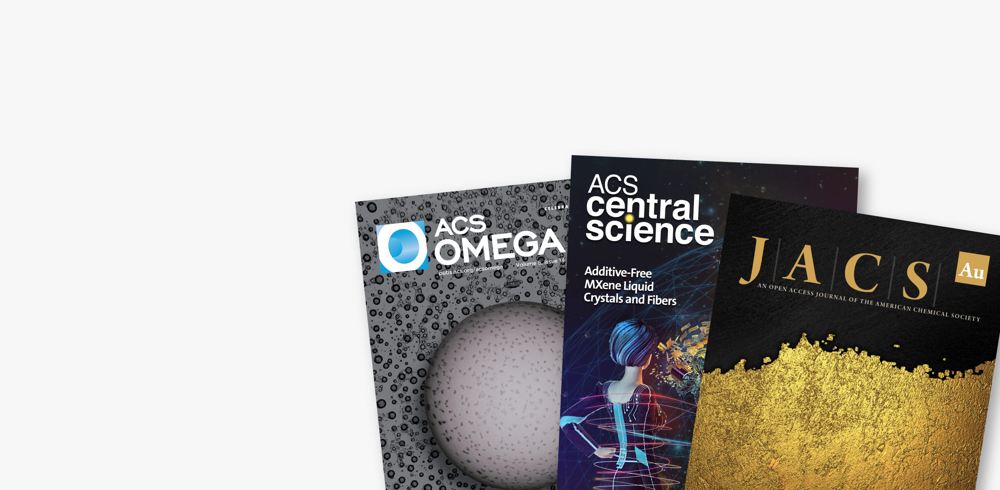 CELEBRA
ACS
OMEGA
pubs.acs.org/acsomega Volume 5, Issue 14
ACS
central
science
Additive-Free
MXene Liquid
Crystals and Fibers
J|A|C|S| Au
AN OPEN ACCESS JOURNAL OF THE AMERICAN CHEMICAL SOCIETY